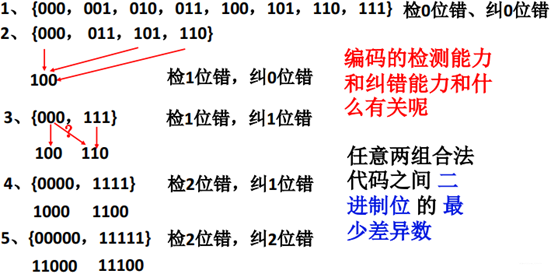 1、{000, 001, 010, 011, 100, 101, 110, 111} 检0位错、纠0位错
2、{000, 011, 101, 110}
100 检1位错，纠0位错
3、{000, 111} 检1位错，纠1位错
?
100 110
4、{0000, 1111} 检2位错，纠1位错
1000 1100
5、{00000, 11111} 检2位错，纠2位错
11000 11100
编码的检测能力
和纠错能力和什
么有关呢
任意两组合法
代码之间 二
进制位 的 最
少差异数